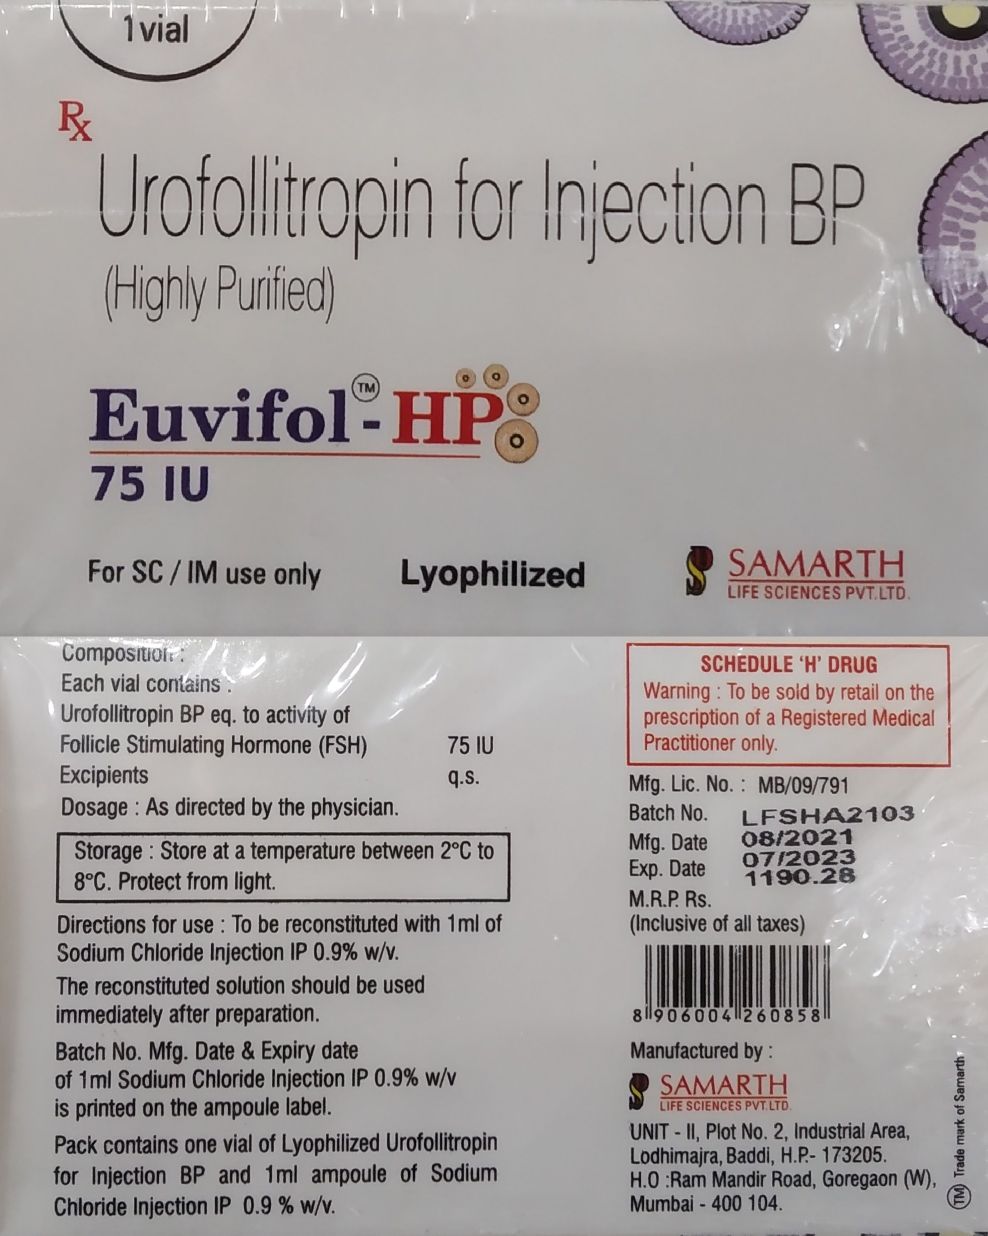 1 vial
Rx
Urofollitropin for Injection BP
(Highly Purified)
Euvifol™-HP
75 IU
For SC / IM use only
Lyophilized
SAMARTH
LIFE SCIENCES PVT.LTD.
Composition :
Each vial contains :
Urofollitropin BP eq. to activity of
Follicle Stimulating Hormone (FSH) 75 IU
Excipients q.s.
Dosage : As directed by the physician.
Storage : Store at a temperature between 2°C to
8°C. Protect from light.
Directions for use : To be reconstituted with 1ml of
Sodium Chloride Injection IP 0.9% w/v.
The reconstituted solution should be used
immediately after preparation.
Batch No. Mfg. Date & Expiry date
of 1ml Sodium Chloride Injection IP 0.9% w/v
is printed on the ampoule label.
Pack contains one vial of Lyophilized Urofollitropin
for Injection BP and 1ml ampoule of Sodium
Chloride Injection IP 0.9 % w/v.
SCHEDULE 'H' DRUG
Warning : To be sold by retail on the
prescription of a Registered Medical
Practitioner only.
Mfg. Lic. No. : MB/09/791
Batch No. LFSHA2103
Mfg. Date 08/2021
Exp. Date 07/2023
1190.28
M.R.P. Rs.
(Inclusive of all taxes)
8 906004 260858
Manufactured by :
SAMARTH
LIFE SCIENCES PVT.LTD.
UNIT - II, Plot No. 2, Industrial Area,
Lodhimajra, Baddi, H.P.- 173205.
H.O :Ram Mandir Road, Goregaon (W),
Mumbai - 400 104.
(TM) Trade mark of Samarth